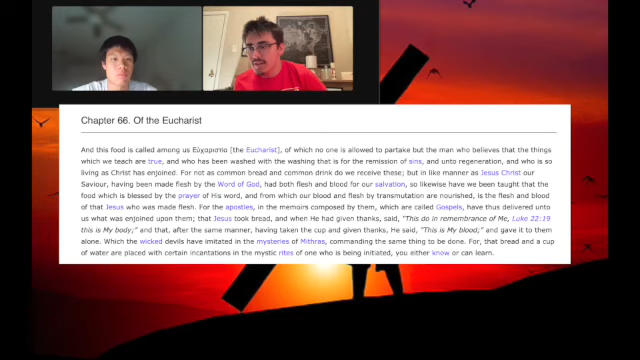 Chapter 66. Of the Eucharist
And this food is called among us Εὐχαριστία [the Eucharist], of which no one is allowed to partake but the man who believes that the things
which we teach are true, and who has been washed with the washing that is for the remission of sins, and unto regeneration, and who is so
living as Christ has enjoined. For not as common bread and common drink do we receive these; but in like manner as Jesus Christ our
Saviour, having been made flesh by the Word of God, had both flesh and blood for our salvation, so likewise have we been taught that the
food which is blessed by the prayer of His word, and from which our blood and flesh by transmutation are nourished, is the flesh and blood
of that Jesus who was made flesh. For the apostles, in the memoirs composed by them, which are called Gospels, have thus delivered unto
us what was enjoined upon them; that Jesus took bread, and when He had given thanks, said, "This do in remembrance of Me, Luke 22:19
this is My body;" and that, after the same manner, having taken the cup and given thanks, He said, "This is My blood;" and gave it to them
alone. Which the wicked devils have imitated in the mysteries of Mithras, commanding the same thing to be done. For, that bread and a cup
of water are placed with certain incantations in the mystic rites of one who is being initiated, you either know or can learn.